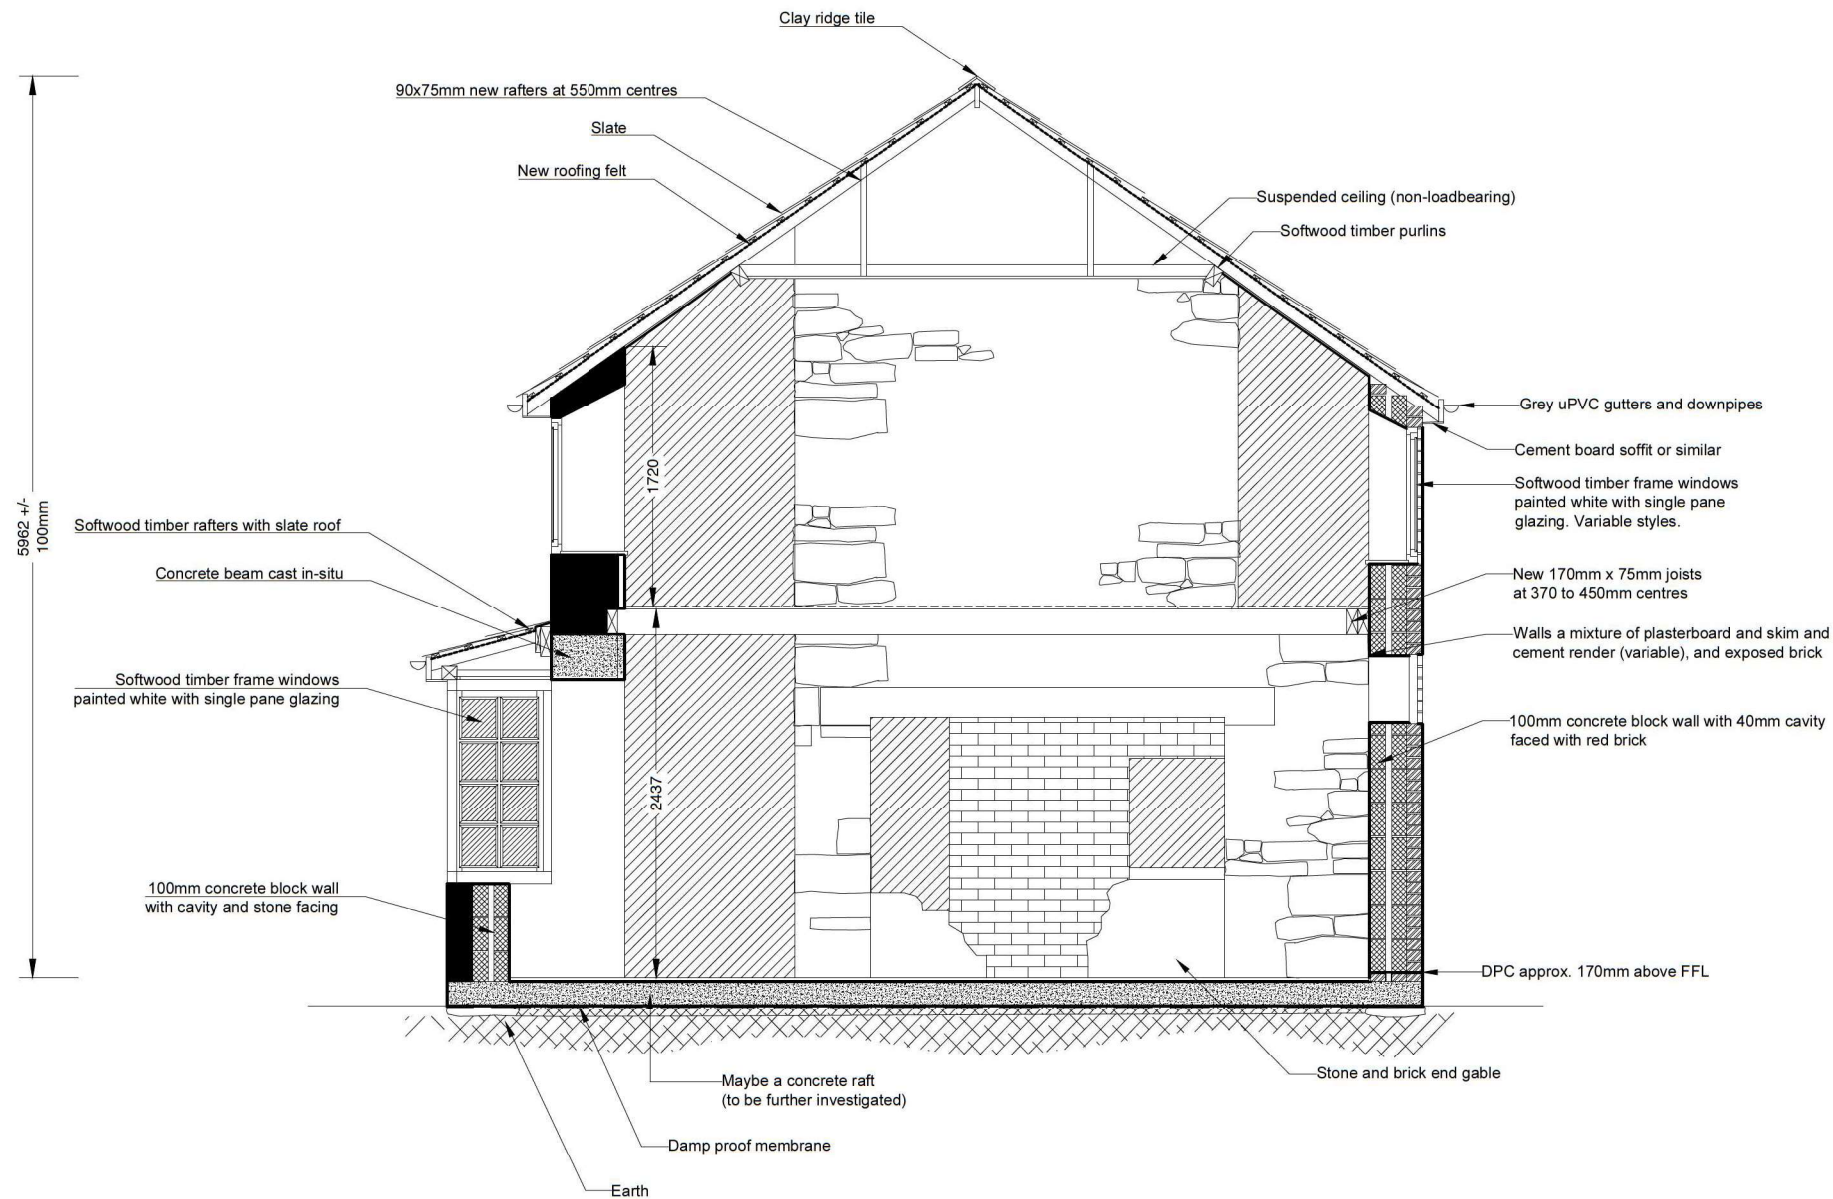 Clay ridge tile
90x75mm new rafters at 550mm centres
Slate
New roofing felt
Suspended ceiling (non-loadbearing)
Softwood timber purlins
Grey uPVC gutters and downpipes
Cement board soffit or similar
Softwood timber frame windows
painted white with single pane
glazing. Variable styles.
1720
5962 +/-
100mm
Softwood timber rafters with slate roof
Concrete beam cast in-situ
New 170mm x 75mm joists
at 370 to 450mm centres
Walls a mixture of plasterboard and skim and
cement render (variable), and exposed brick
Softwood timber frame windows
painted white with single pane glazing
100mm concrete block wall with 40mm cavity
faced with red brick
2437
100mm concrete block wall
with cavity and stone facing
DPC approx. 170mm above FFL
Stone and brick end gable
Maybe a concrete raft
(to be further investigated)
Damp proof membrane
Earth